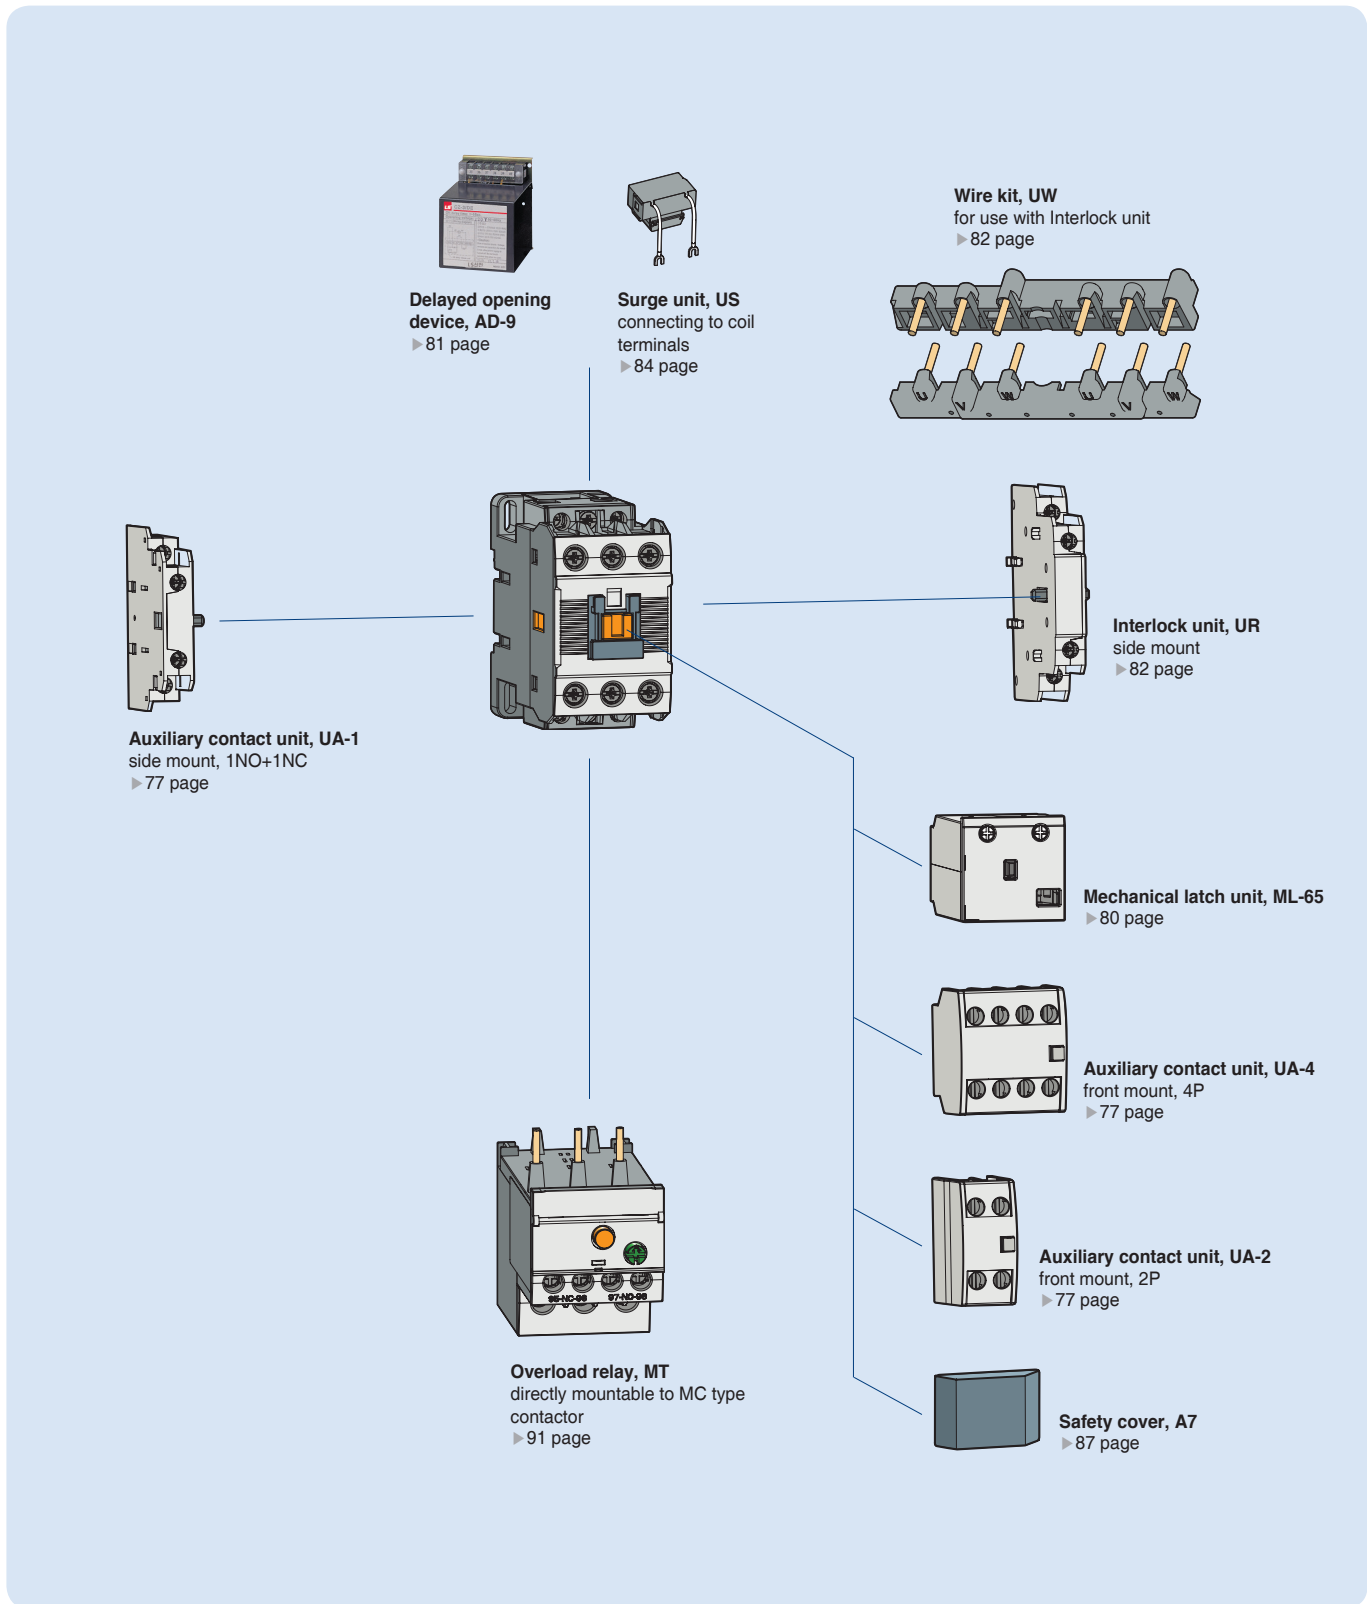 Wire kit, UW
for use with Interlock unit
▶82 page
Delayed opening
device, AD-9
▶81 page
Surge unit, US
connecting to coil
terminals
▶84 page
U V W U V W
Interlock unit, UR
side mount
▶82 page
Auxiliary contact unit, UA-1
side mount, 1NO+1NC
▶77 page
Mechanical latch unit, ML-65
▶80 page
Auxiliary contact unit, UA-4
front mount, 4P
▶77 page
Auxiliary contact unit, UA-2
front mount, 2P
▶77 page
95-NC-96 97-NO-98
Overload relay, MT
directly mountable to MC type
contactor
▶91 page
Safety cover, A7
▶87 page